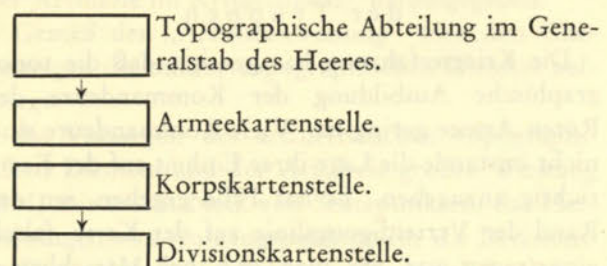 Topographische Abteilung im Gene-
ralstab des Heeres.
Armeekartenstelle.
Korpskartenstelle.
Divisionskartenstelle.